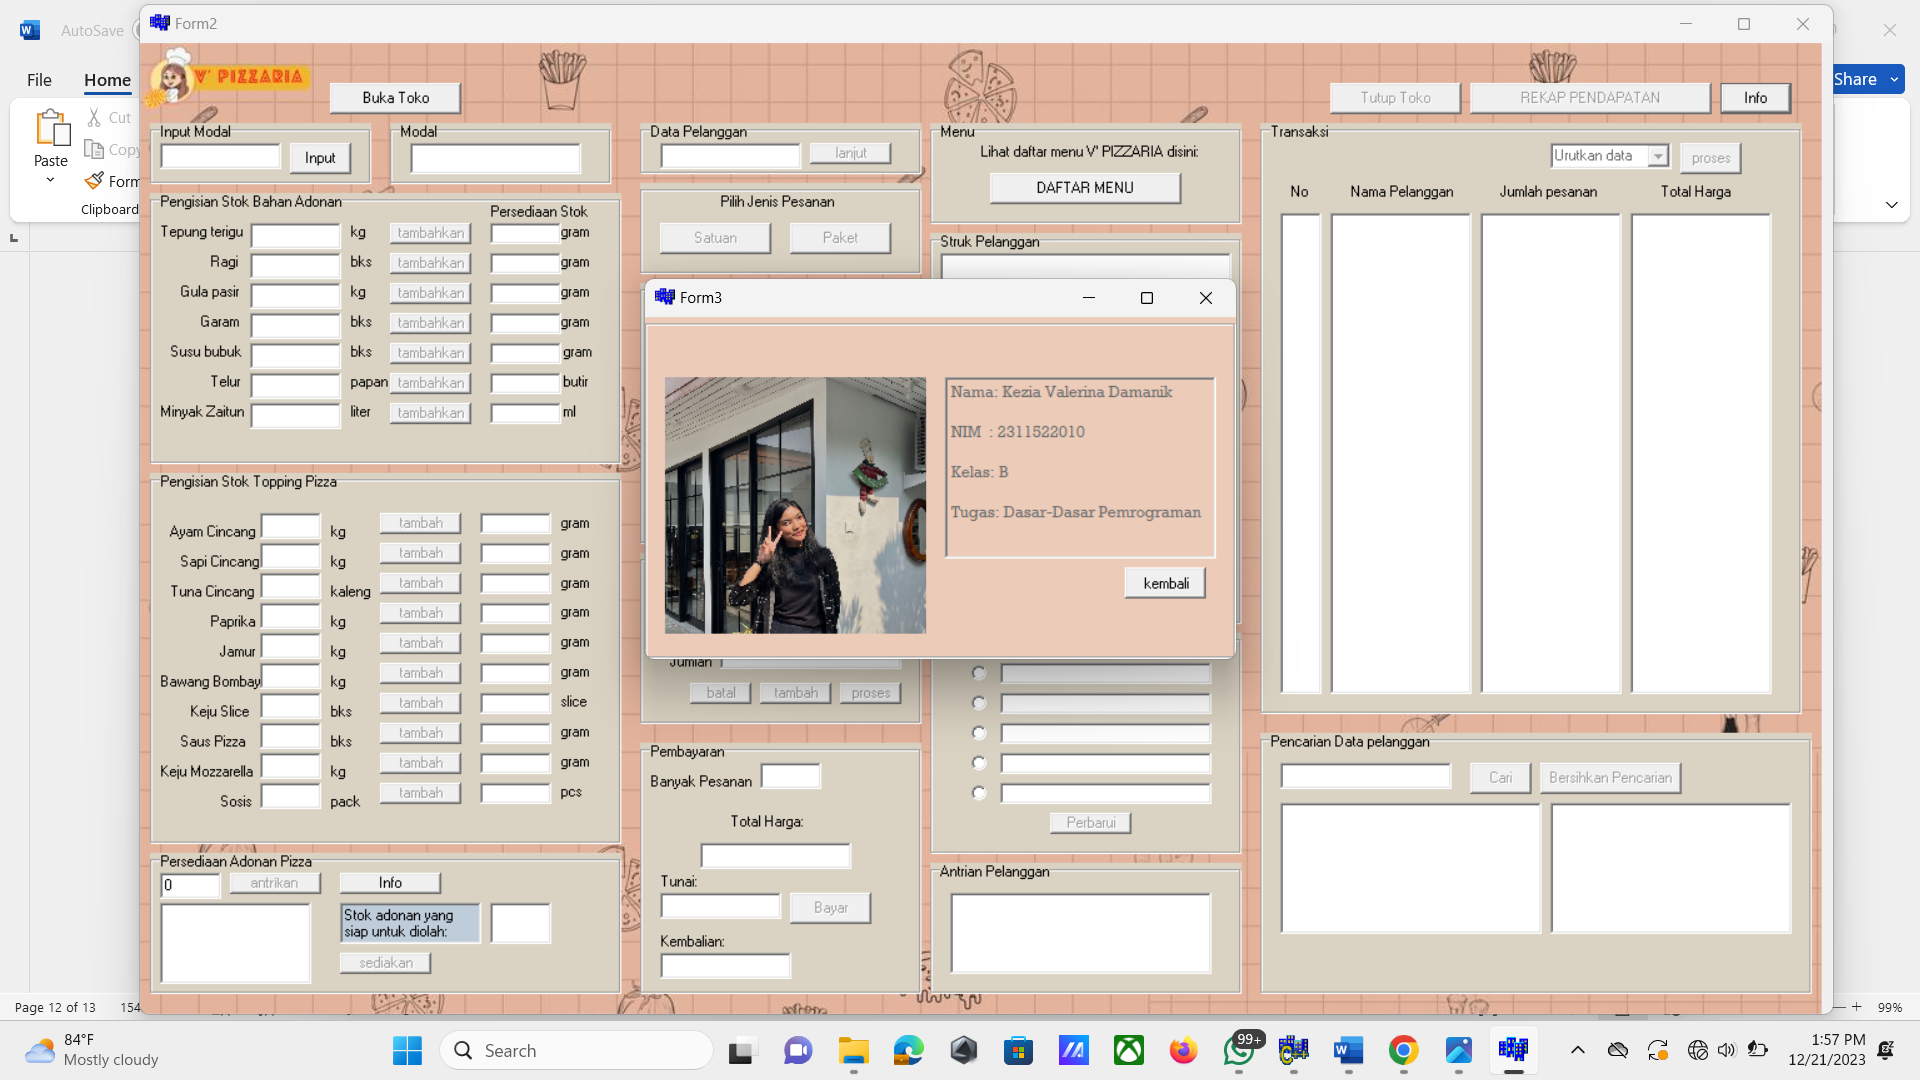 AutoSave
Form2
File
Home
Share
Paste
Cut
Copy
Form
Clipboard
V' PIZZARIA
Buka Toko
Tutup Toko
REKAP PENDAPATAN
Info
Input Modal
Input
Modal
Pengisian Stok Bahan Adonan
Persediaan Stok
Tepung terigu kg tambahkan gram
Ragi bks tambahkan gram
Gula pasir kg tambahkan gram
Garam bks tambahkan gram
Susu bubuk bks tambahkan gram
Telur papan tambahkan butir
Minyak Zaitun liter tambahkan ml
Pengisian Stok Topping Pizza
Ayam Cincang kg tambah gram
Sapi Cincang kg tambah gram
Tuna Cincang kaleng tambah gram
Paprika kg tambah gram
Jamur kg tambah gram
Bawang Bombay kg tambah gram
Keju Slice bks tambah slice
Saus Pizza bks tambah gram
Keju Mozzarella kg tambah gram
Sosis pack tambah pcs
Persediaan Adonan Pizza
0 antrikan Info
Stok adonan yang
siap untuk diolah:
sediakan
Data Pelanggan
lanjut
Pilih Jenis Pesanan
Satuan Paket
Menu
Lihat daftar menu V' PIZZARIA disini:
DAFTAR MENU
Struk Pelanggan
Form3
Nama: Kezia Valerina Damanik
NIM : 2311522010
Kelas: B
Tugas: Dasar-Dasar Pemrograman
kembali
Jumlah
batal tambah proses
Pembayaran
Banyak Pesanan
Total Harga:
Tunai:
Bayar
Kembalian:
Perbarui
Antrian Pelanggan
Transaksi
Urutkan data proses
No Nama Pelanggan Jumlah pesanan Total Harga
Pencarian Data pelanggan
Cari Bersihkan Pencarian
Page 12 of 13 154
99%
84°F
Mostly cloudy
Search
99+
1:57 PM
12/21/2023